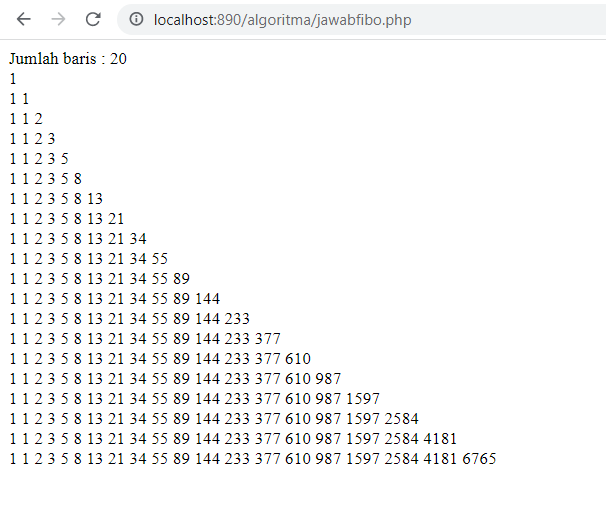 localhost:890/algoritma/jawabfibo.php
Jumlah baris : 20
1
1 1
1 1 2
1 1 2 3
1 1 2 3 5
1 1 2 3 5 8
1 1 2 3 5 8 13
1 1 2 3 5 8 13 21
1 1 2 3 5 8 13 21 34
1 1 2 3 5 8 13 21 34 55
1 1 2 3 5 8 13 21 34 55 89
1 1 2 3 5 8 13 21 34 55 89 144
1 1 2 3 5 8 13 21 34 55 89 144 233
1 1 2 3 5 8 13 21 34 55 89 144 233 377
1 1 2 3 5 8 13 21 34 55 89 144 233 377 610
1 1 2 3 5 8 13 21 34 55 89 144 233 377 610 987
1 1 2 3 5 8 13 21 34 55 89 144 233 377 610 987 1597
1 1 2 3 5 8 13 21 34 55 89 144 233 377 610 987 1597 2584
1 1 2 3 5 8 13 21 34 55 89 144 233 377 610 987 1597 2584 4181
1 1 2 3 5 8 13 21 34 55 89 144 233 377 610 987 1597 2584 4181 6765